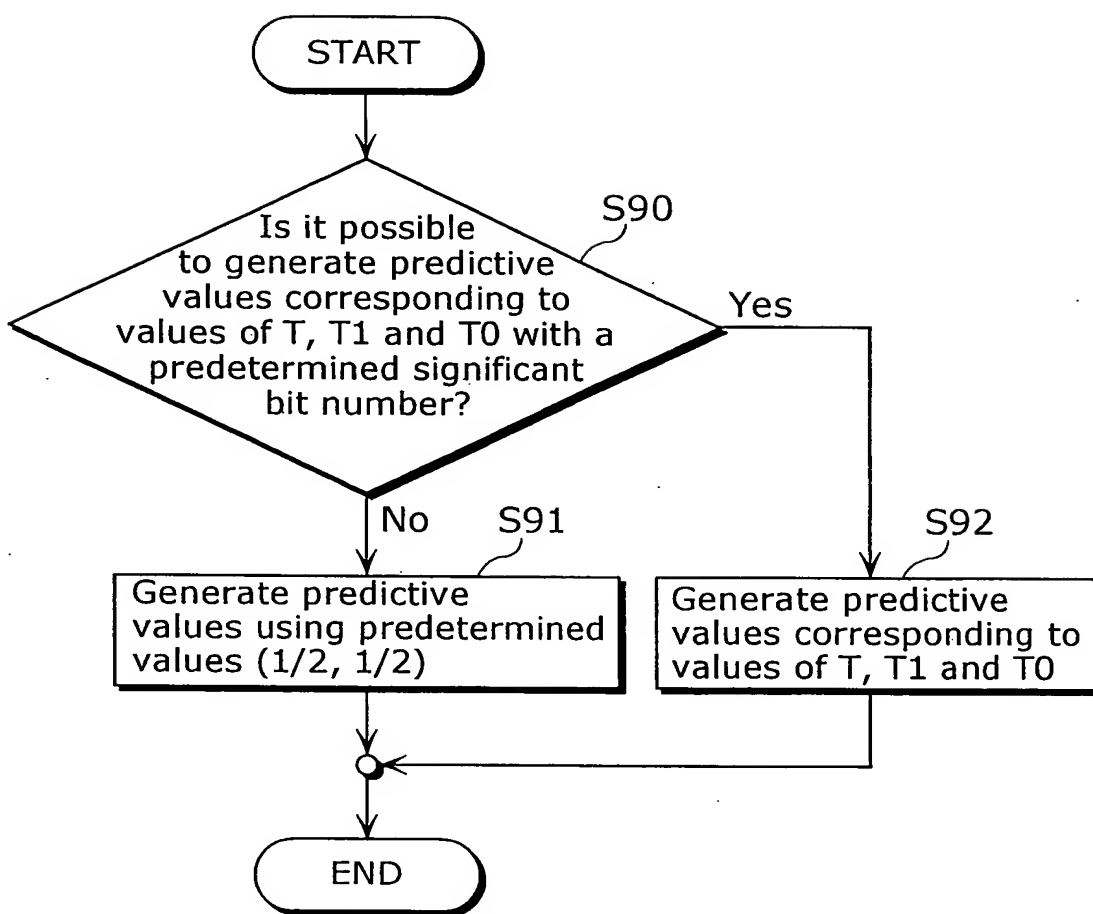 START
Is it possible
to generate predictive
values corresponding to
values of T, T1 and T0 with a
predetermined significant
bit number?
S90
Yes
No
S91
Generate predictive
values using predetermined
values (1/2, 1/2)
S92
Generate predictive
values corresponding to
values of T, T1 and T0
END